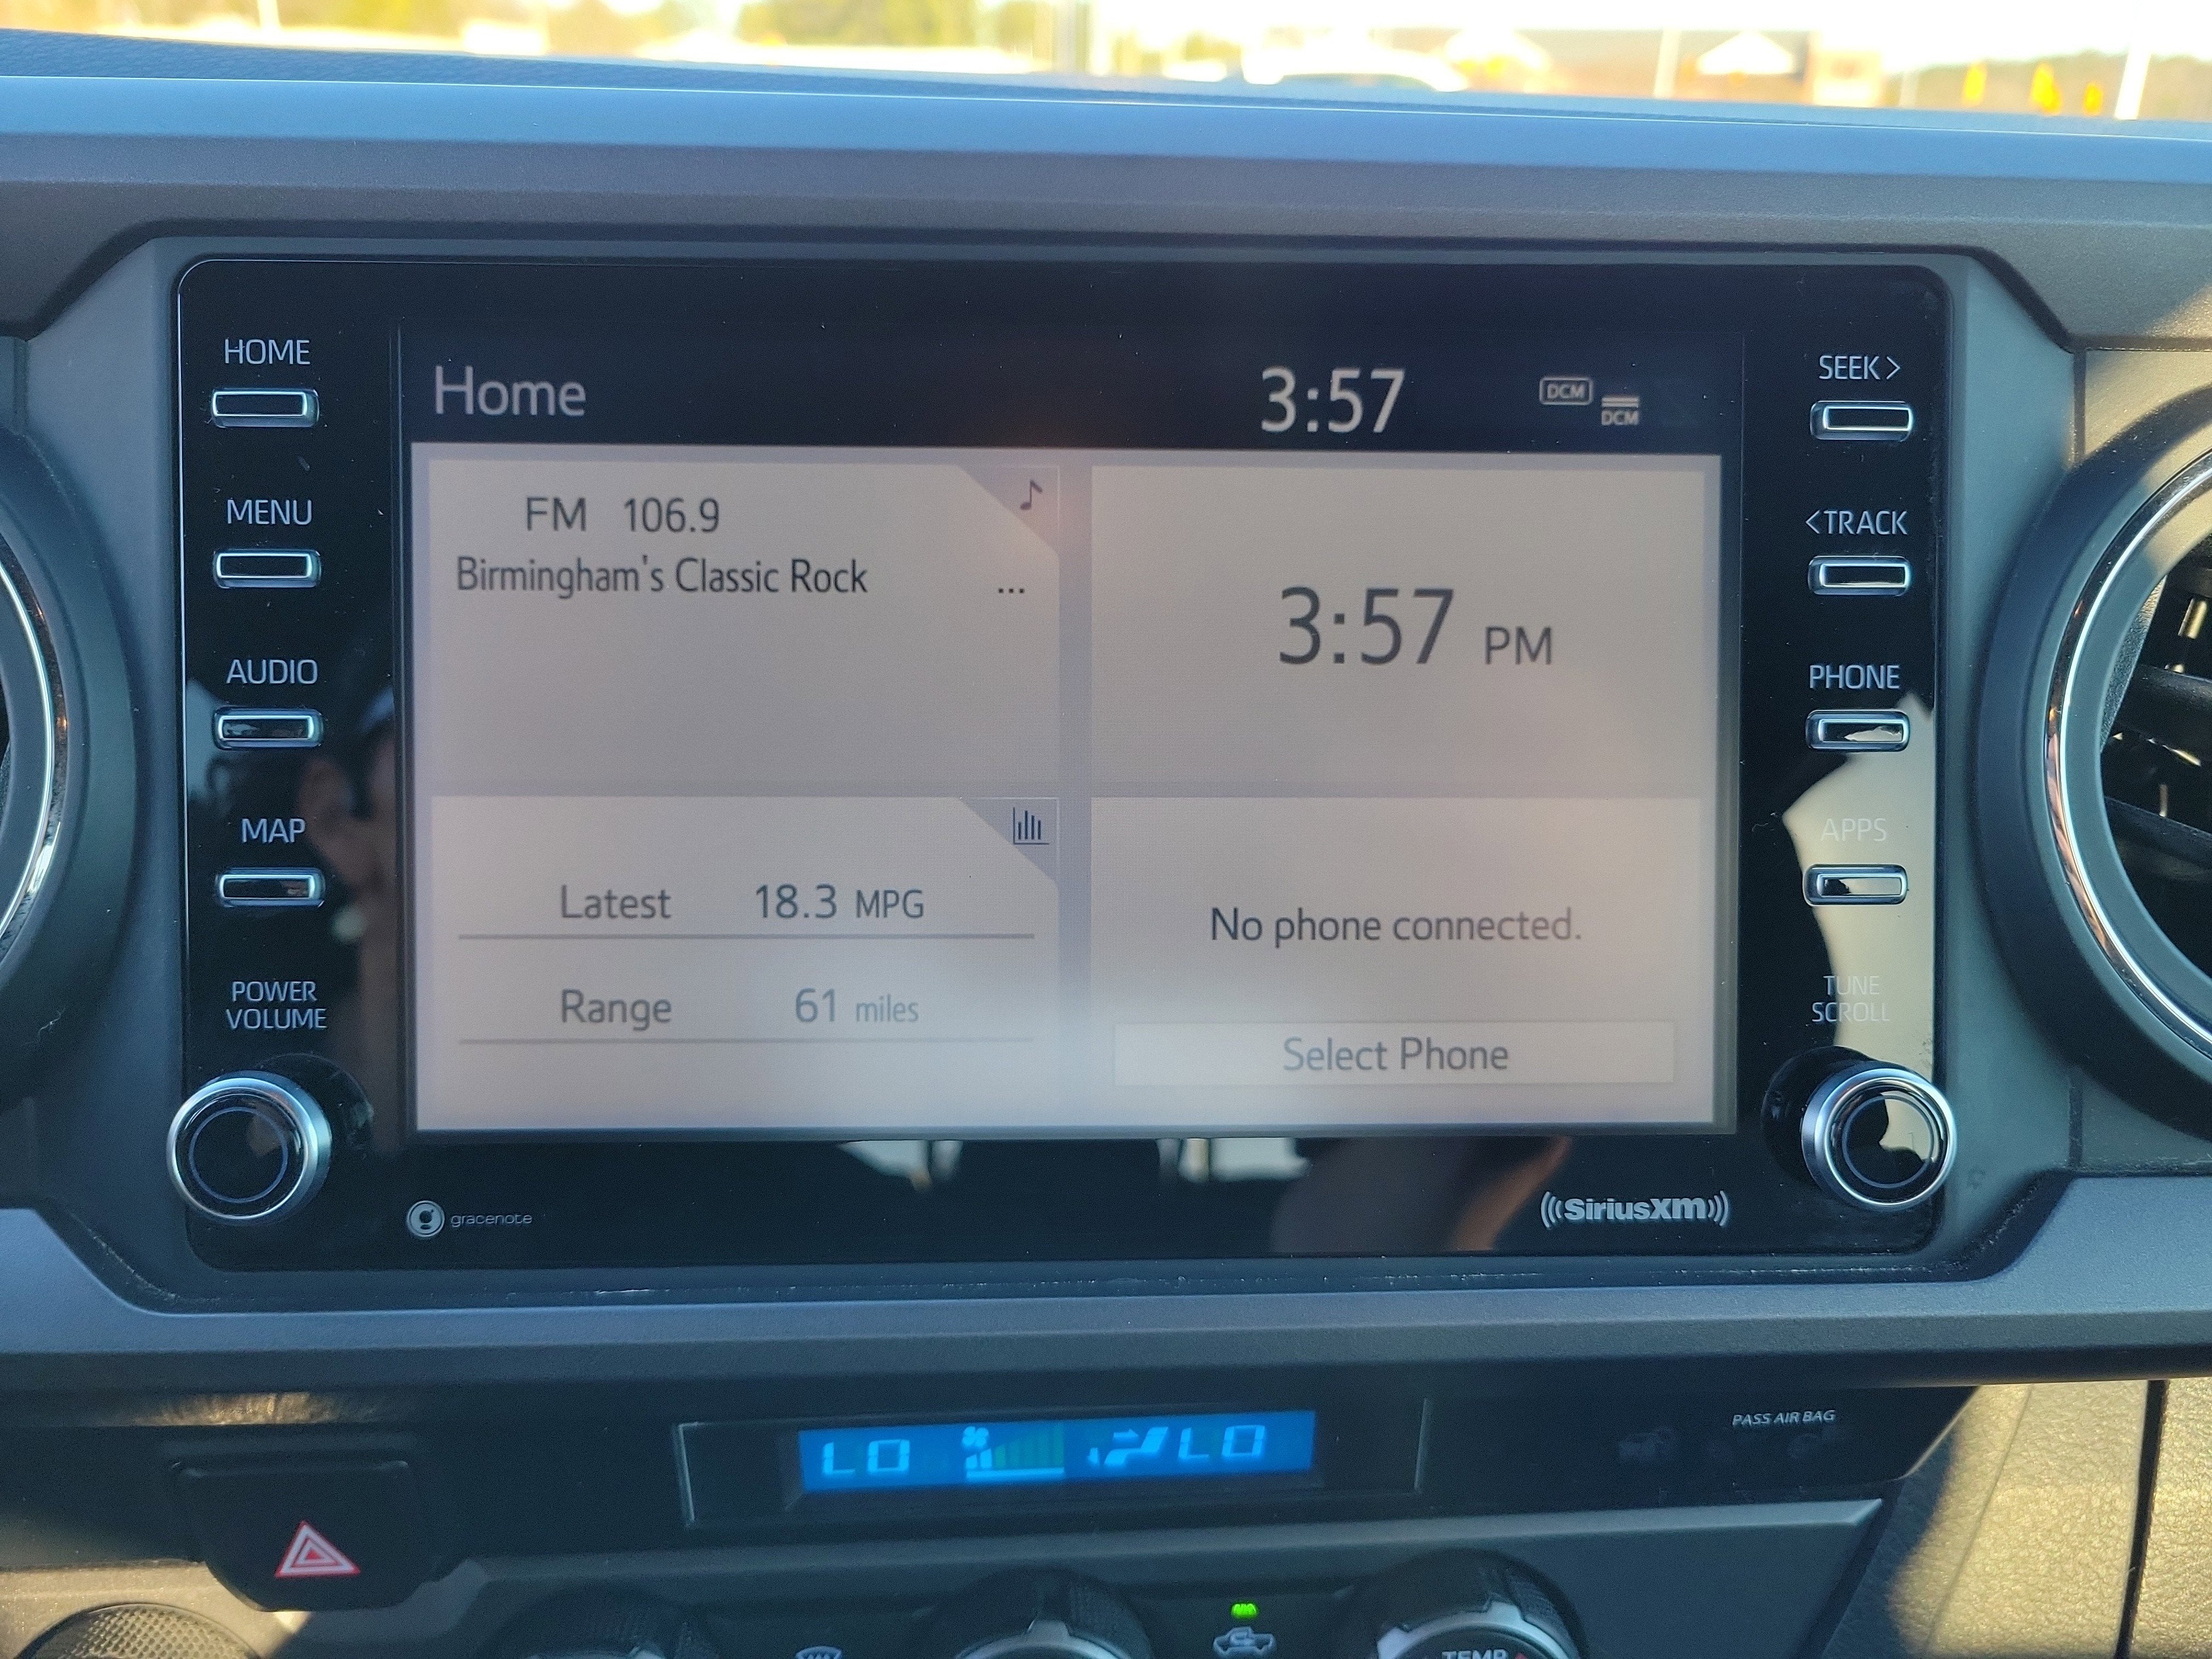 HOME
MENU
AUDIO
MAP
POWER
VOLUME
Home 3:57 DCM DCM
FM 106.9
Birmingham's Classic Rock ...
3:57 PM
Latest 18.3 MPG
Range 61 miles
No phone connected.
Select Phone
SEEK >
< TRACK
PHONE
APPS
TUNE
SCROLL
gracenote
((SiriusXM))
LO LO
PASS AIR BAG
TEMP